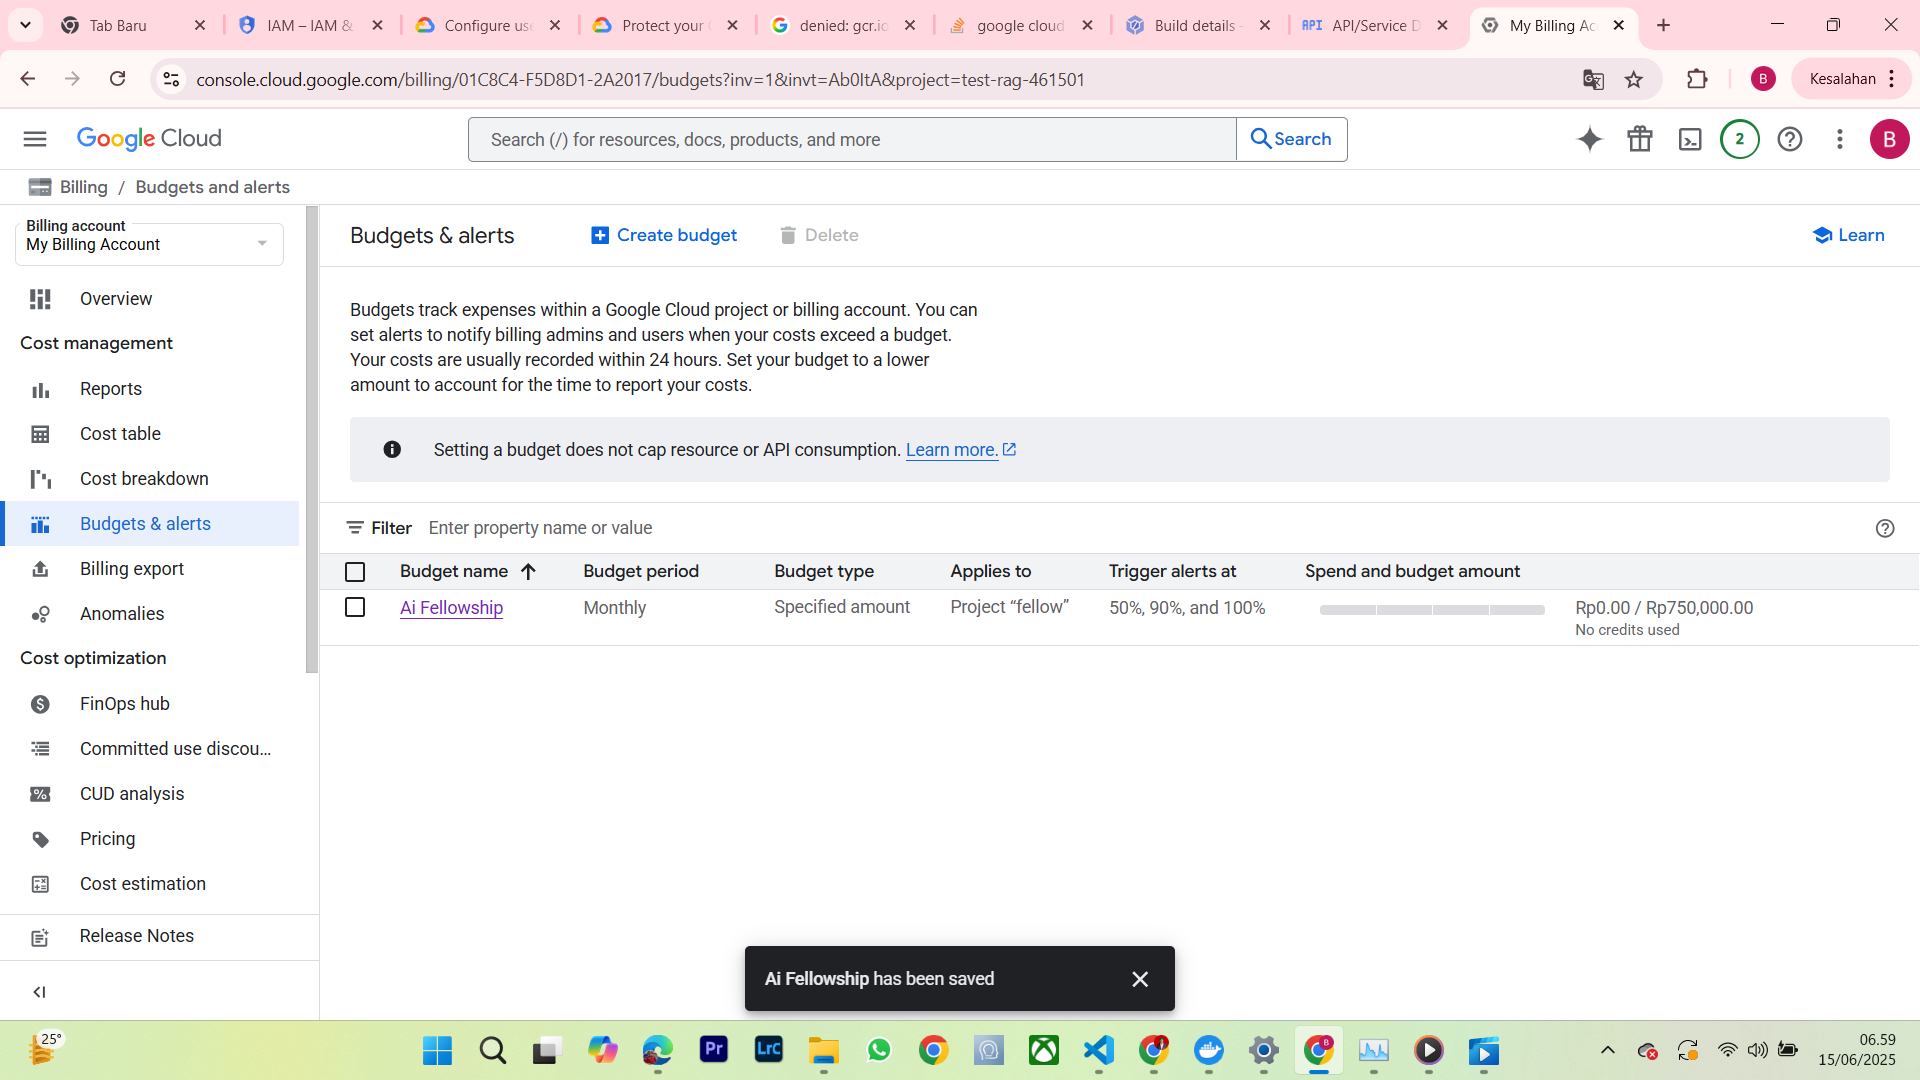 Tab Baru
IAM – IAM &
Configure use
Protect your
denied: gcr.io
google cloud
Build details -
API API/Service D
My Billing Ac
console.cloud.google.com/billing/01C8C4-F5D8D1-2A2017/budgets?inv=1&invt=Ab0ltA&project=test-rag-461501
B
Kesalahan
Google Cloud
Search (/) for resources, docs, products, and more
Search
2
B
Billing / Budgets and alerts
Billing account
My Billing Account
Overview
Cost management
Reports
Cost table
Cost breakdown
Budgets & alerts
Billing export
Anomalies
Cost optimization
FinOps hub
Committed use discou...
CUD analysis
Pricing
Cost estimation
Release Notes
Budgets & alerts
Create budget
Delete
Learn
Budgets track expenses within a Google Cloud project or billing account. You can
set alerts to notify billing admins and users when your costs exceed a budget.
Your costs are usually recorded within 24 hours. Set your budget to a lower
amount to account for the time to report your costs.
Setting a budget does not cap resource or API consumption. Learn more.
Filter Enter property name or value
Budget name Budget period Budget type Applies to Trigger alerts at Spend and budget amount
Ai Fellowship Monthly Specified amount Project “fellow” 50%, 90%, and 100% Rp0.00 / Rp750,000.00
No credits used
Ai Fellowship has been saved
25°
Pr
LrC
B
06.59
15/06/2025